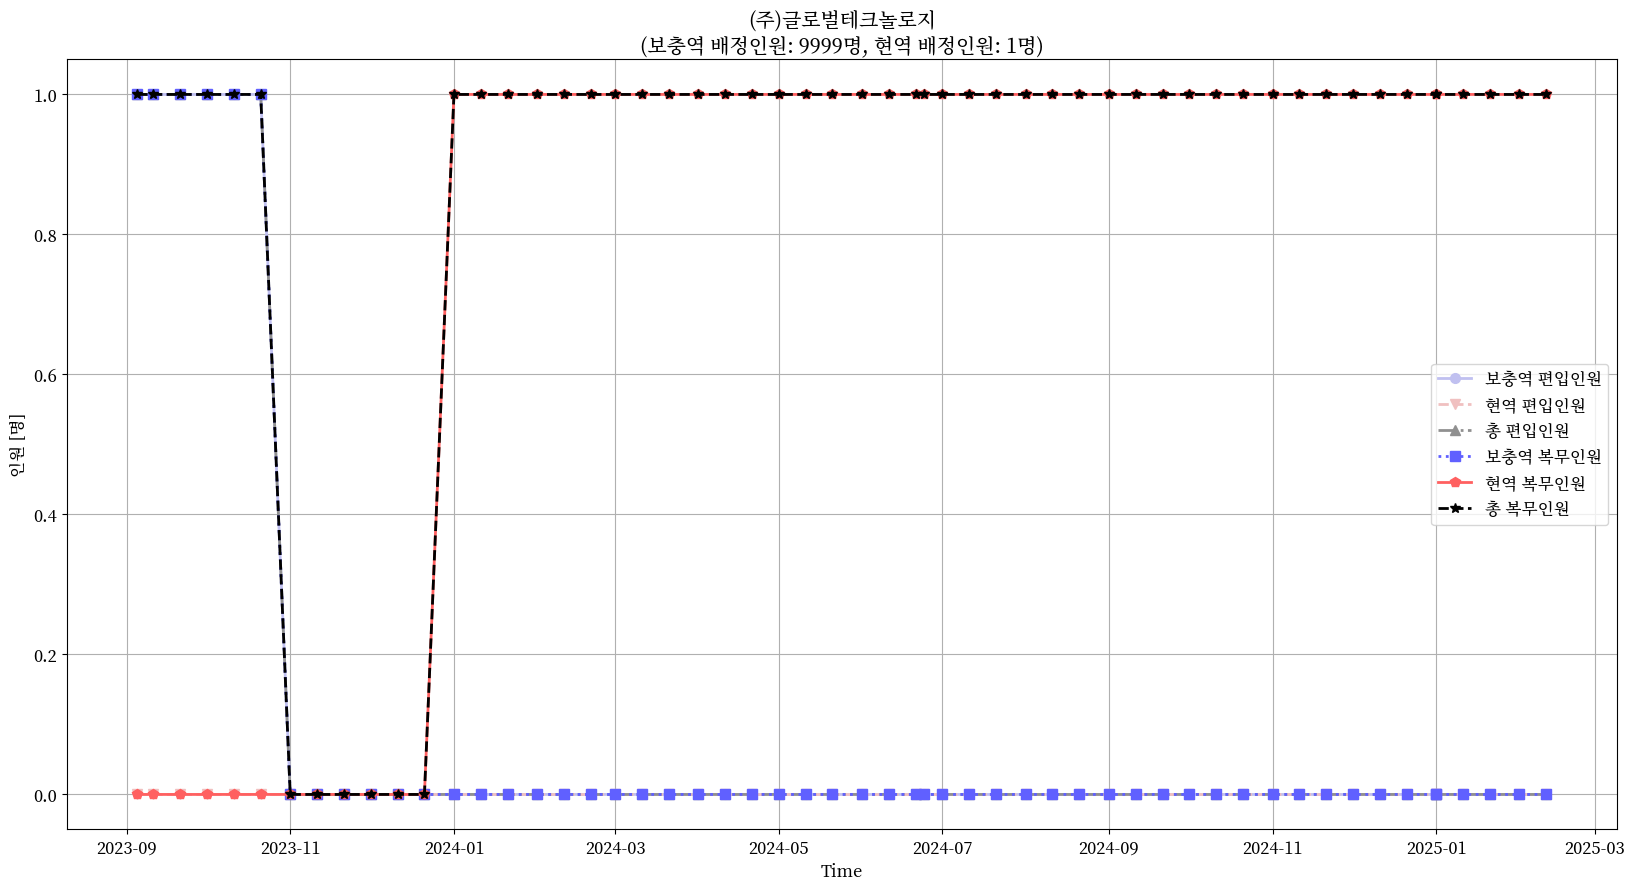 (주)글로벌테크놀로지
(보충역 배정인원: 9999명, 현역 배정인원: 1명)
1.0
0.8
0.6
0.4
0.2
0.0
인원 [명]
보충역 편입인원
현역 편입인원
총 편입인원
보충역 복무인원
현역 복무인원
총 복무인원
2023-09 2023-11 2024-01 2024-03 2024-05 2024-07 2024-09 2024-11 2025-01 2025-03
Time